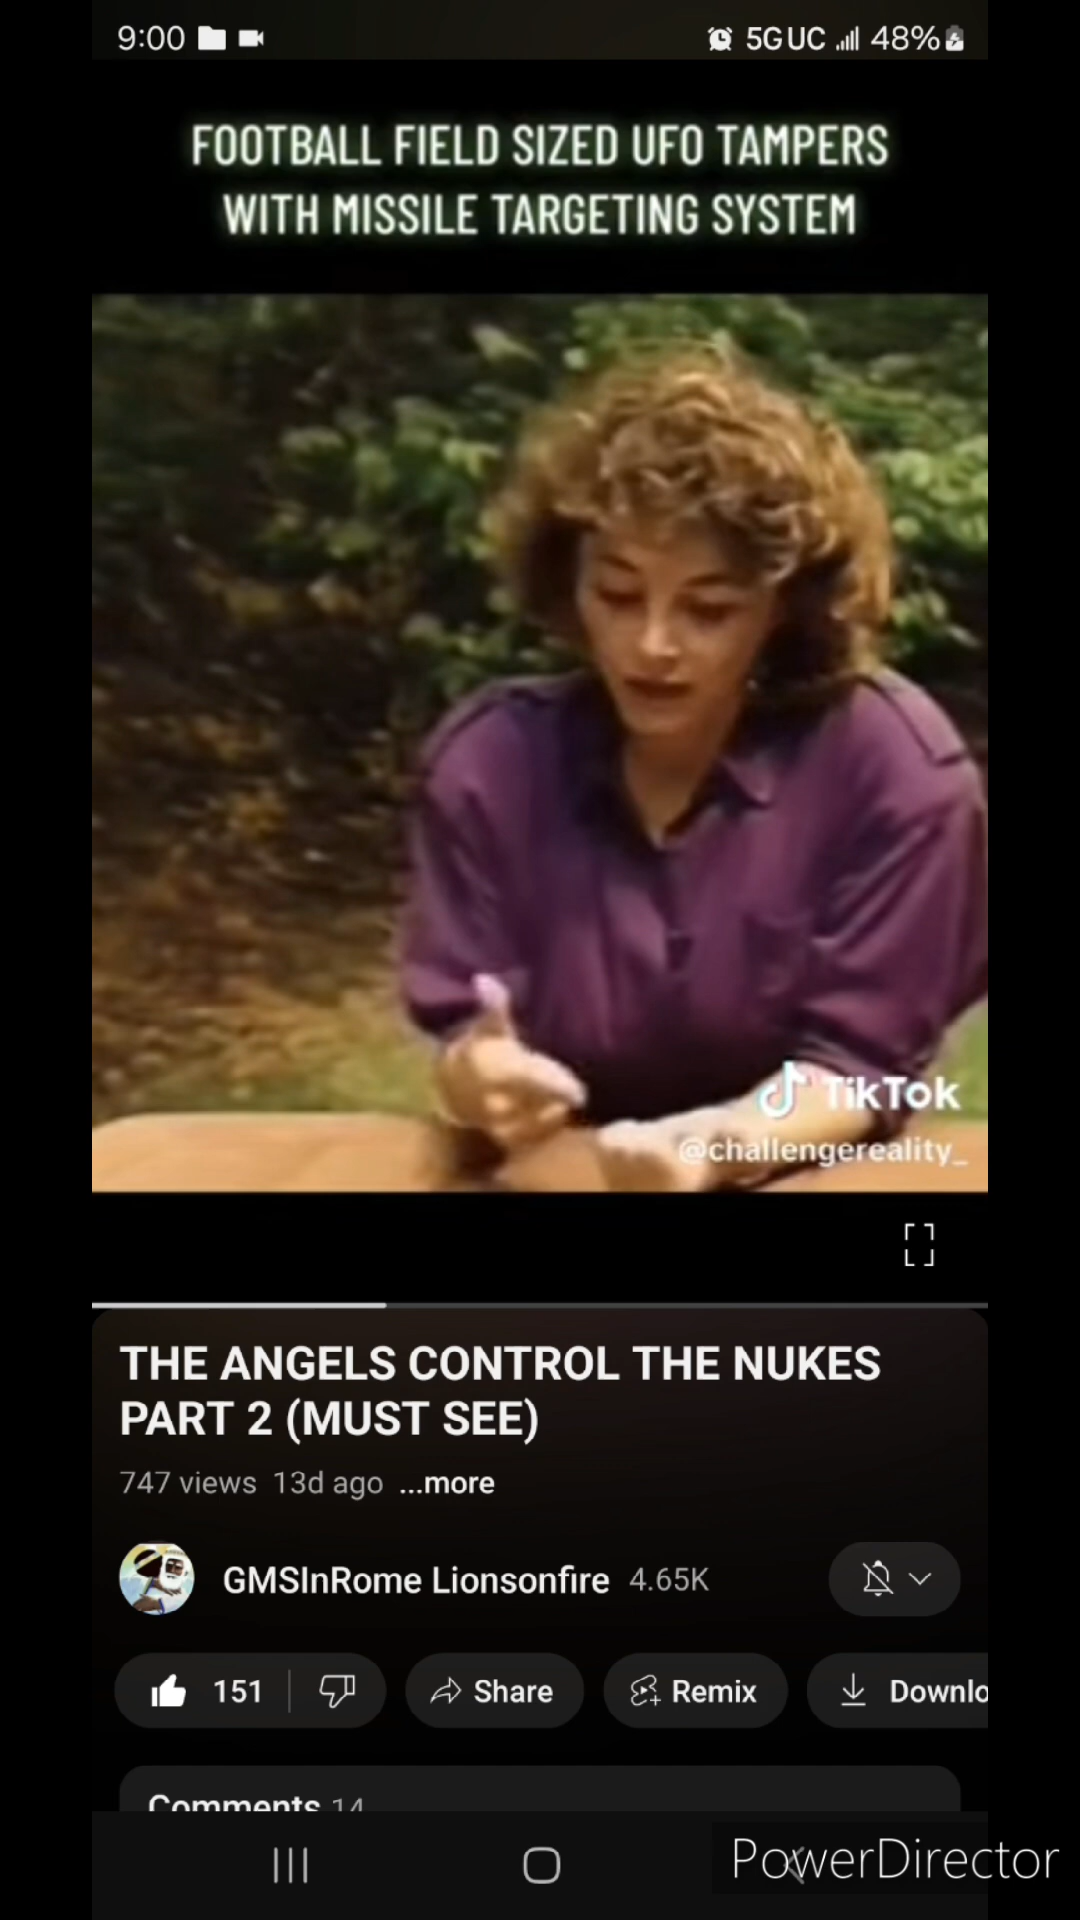 9:00 5G UC 48%
FOOTBALL FIELD SIZED UFO TAMPERS
WITH MISSILE TARGETING SYSTEM
TikTok
@challengereality_
THE ANGELS CONTROL THE NUKES
PART 2 (MUST SEE)
747 views 13d ago ...more
GMSInRome Lionsonfire 4.65K
151 Share Remix Downlo
Comments 14
PowerDirector